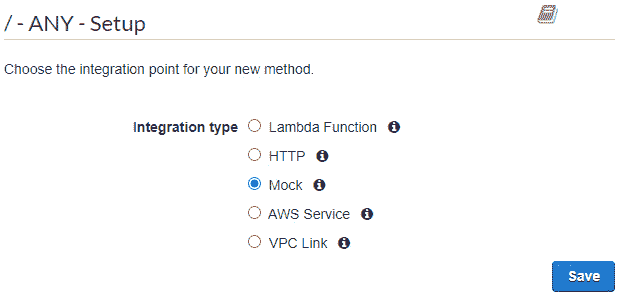 / - ANY - Setup
Choose the integration point for your new method.
Integration type
Lambda Function
HTTP
Mock
AWS Service
VPC Link
Save